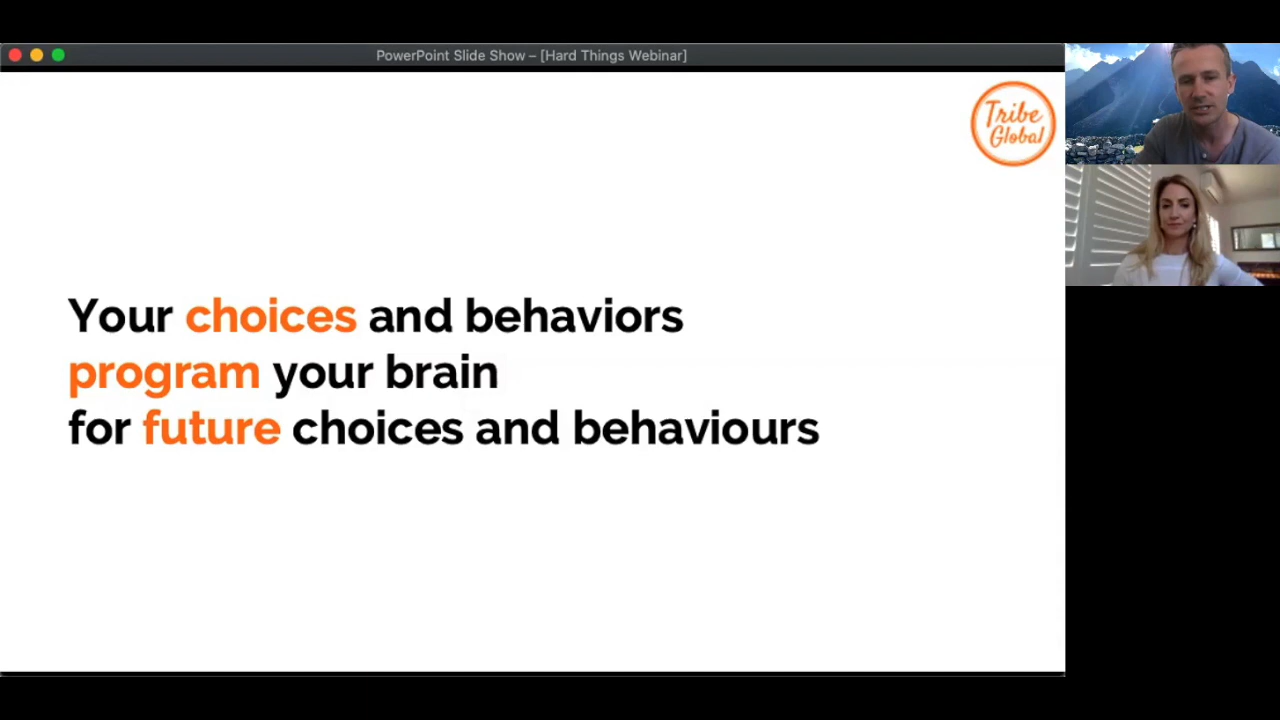 PowerPoint Slide Show – [Hard Things Webinar]
Tribe
Global
Your choices and behaviors
program your brain
for future choices and behaviours